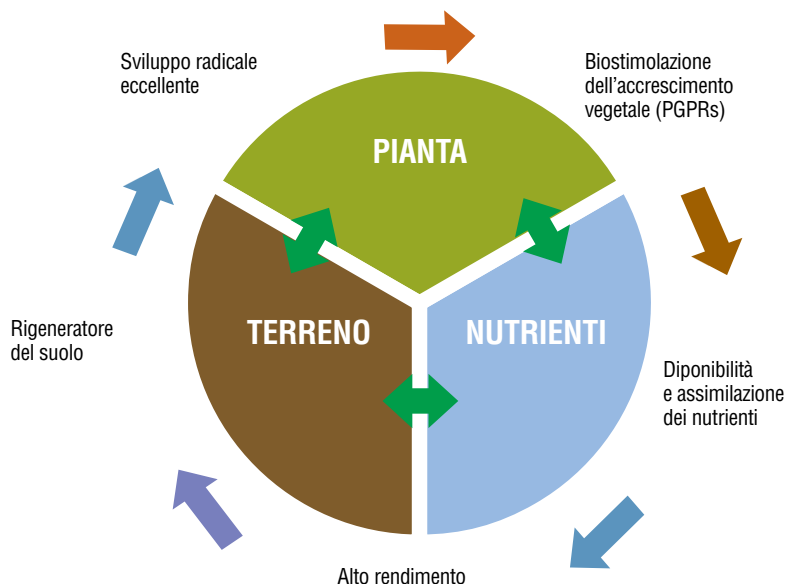 Sviluppo radicale
eccellente
Biostimolazione
dell'accrescimento
vegetale (PGPRs)
PIANTA
TERRENO
NUTRIENTI
Rigeneratore
del suolo
Diponibilità
e assimilazione
dei nutrienti
Alto rendimento